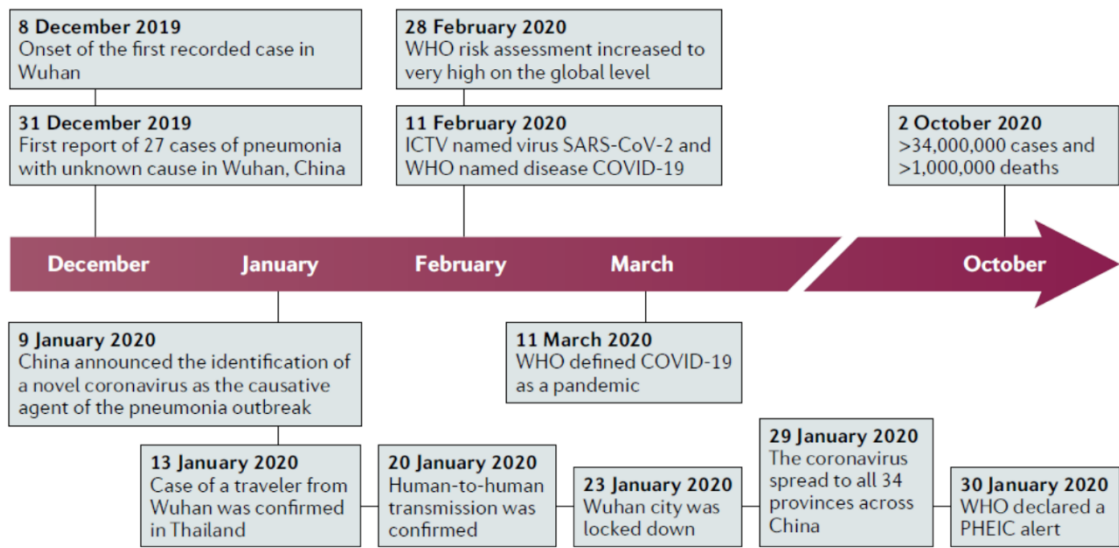 8 December 2019
Onset of the first recorded case in
Wuhan
31 December 2019
First report of 27 cases of pneumonia
with unknown cause in Wuhan, China
28 February 2020
WHO risk assessment increased to
very high on the global level
11 February 2020
ICTV named virus SARS-CoV-2 and
WHO named disease COVID-19
2 October 2020
>34,000,000 cases and
>1,000,000 deaths
December
January
February
March
October
9 January 2020
China announced the identification of
a novel coronavirus as the causative
agent of the pneumonia outbreak
11 March 2020
WHO defined COVID-19
as a pandemic
13 January 2020
Case of a traveler from
Wuhan was confirmed
in Thailand
20 January 2020
Human-to-human
transmission was
confirmed
23 January 2020
Wuhan city was
locked down
29 January 2020
The coronavirus
spread to all 34
provinces across
China
30 January 2020
WHO declared a
PHEIC alert